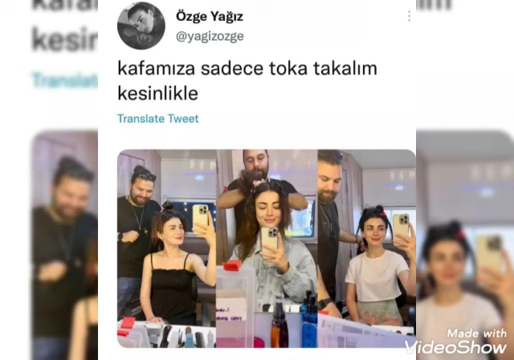 Özge Yağız
@yagizozge
kafamıza sadece toka takalım
kesinlikle
Translate Tweet
Made with
VideoShow